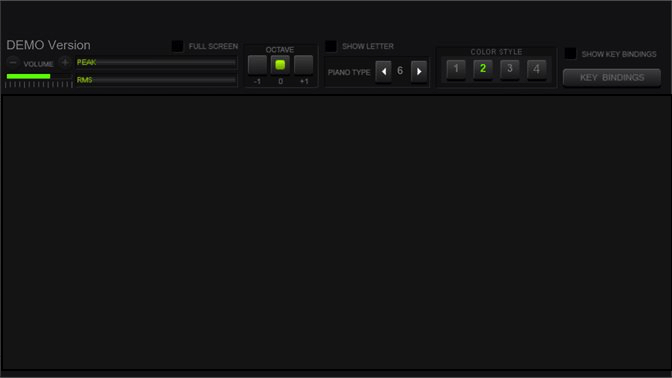 DEMO Version
FULL SCREEN
OCTAVE
SHOW LETTER
COLOR STYLE
SHOW KEY BINDINGS
VOLUME
PEAK
RMS
-1 0 +1
PIANO TYPE 6
1 2 3 4
KEY BINDINGS